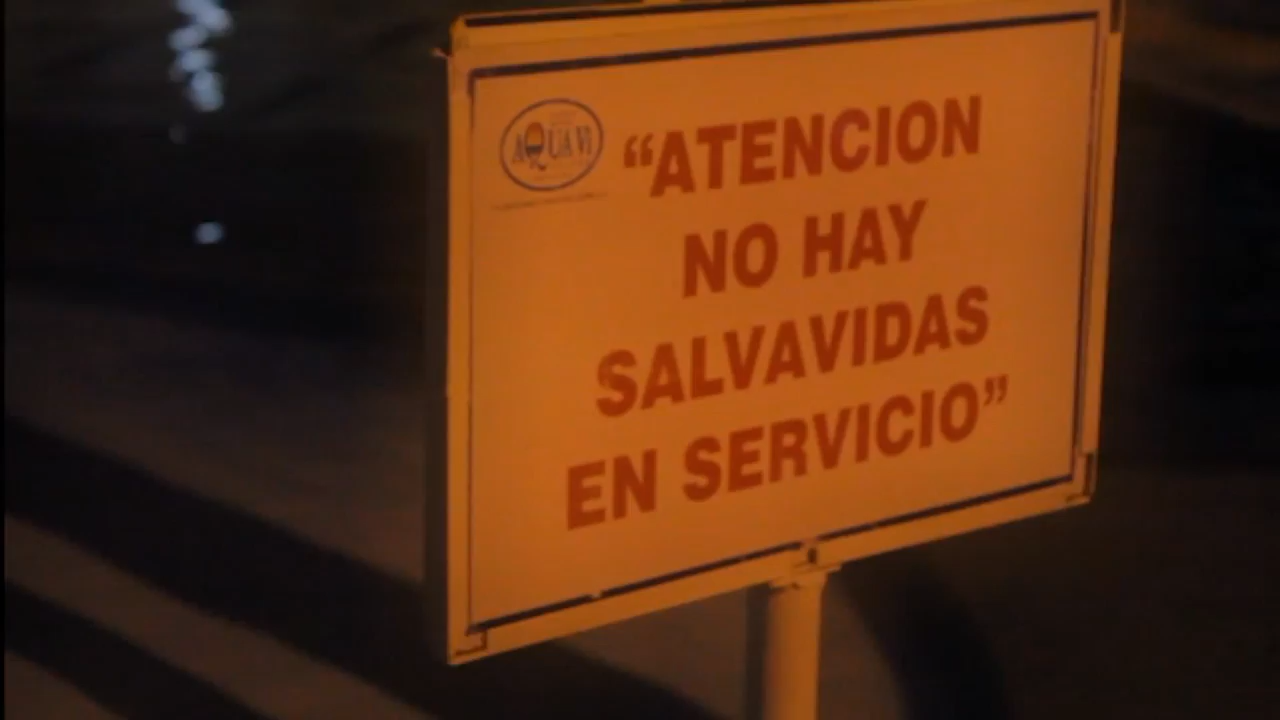 AQUAVI
“ATENCION
NO HAY
SALVAVIDAS
EN SERVICIO”